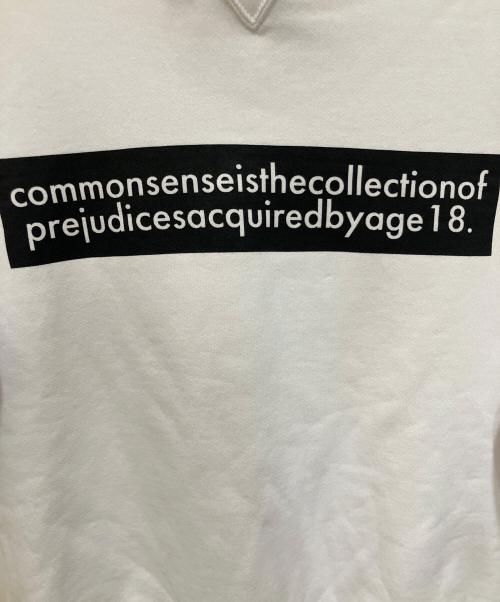 commonsenseisthecollectionof
prejudicesacquiredbyage18.